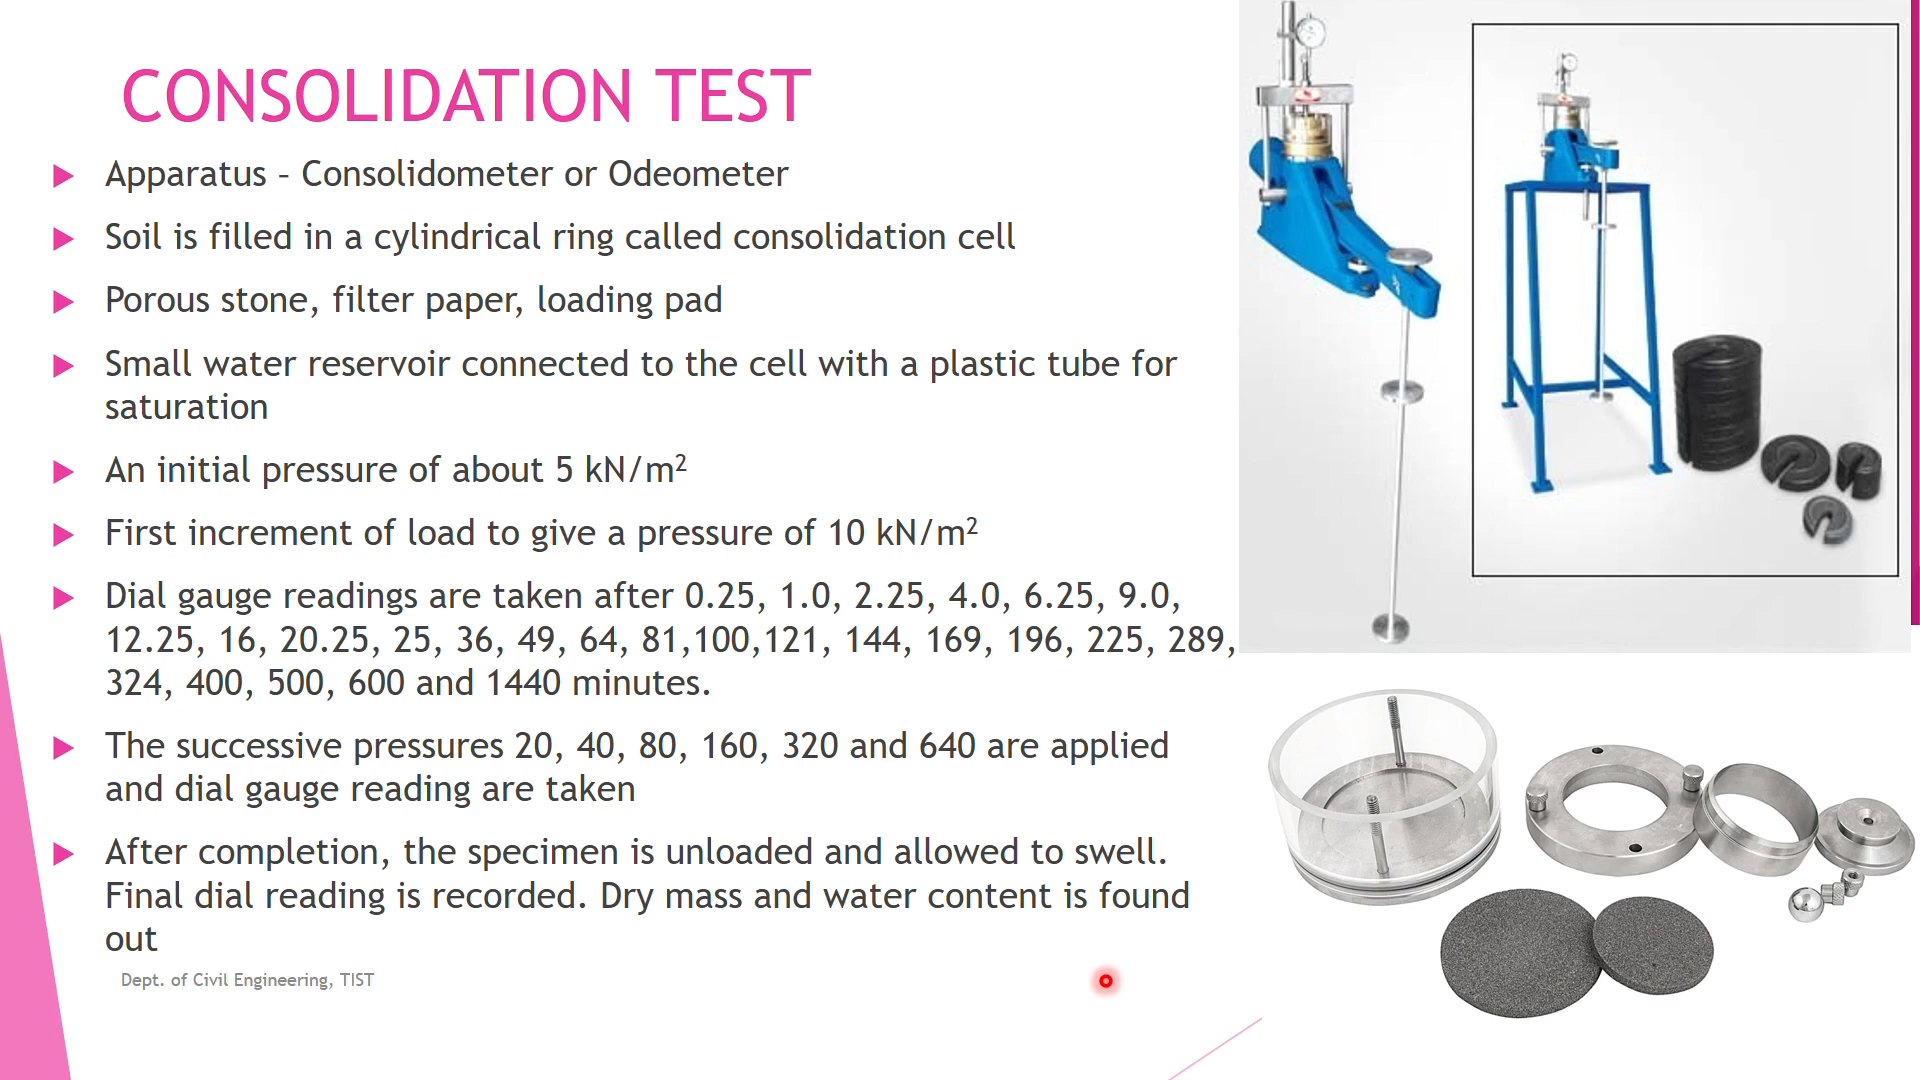 CONSOLIDATION TEST
Apparatus – Consolidometer or Odeometer
Soil is filled in a cylindrical ring called consolidation cell
Porous stone, filter paper, loading pad
Small water reservoir connected to the cell with a plastic tube for
saturation
An initial pressure of about 5 kN/m²
First increment of load to give a pressure of 10 kN/m²
Dial gauge readings are taken after 0.25, 1.0, 2.25, 4.0, 6.25, 9.0,
12.25, 16, 20.25, 25, 36, 49, 64, 81,100,121, 144, 169, 196, 225, 289,
324, 400, 500, 600 and 1440 minutes.
The successive pressures 20, 40, 80, 160, 320 and 640 are applied
and dial gauge reading are taken
After completion, the specimen is unloaded and allowed to swell.
Final dial reading is recorded. Dry mass and water content is found
out
Dept. of Civil Engineering, TIST